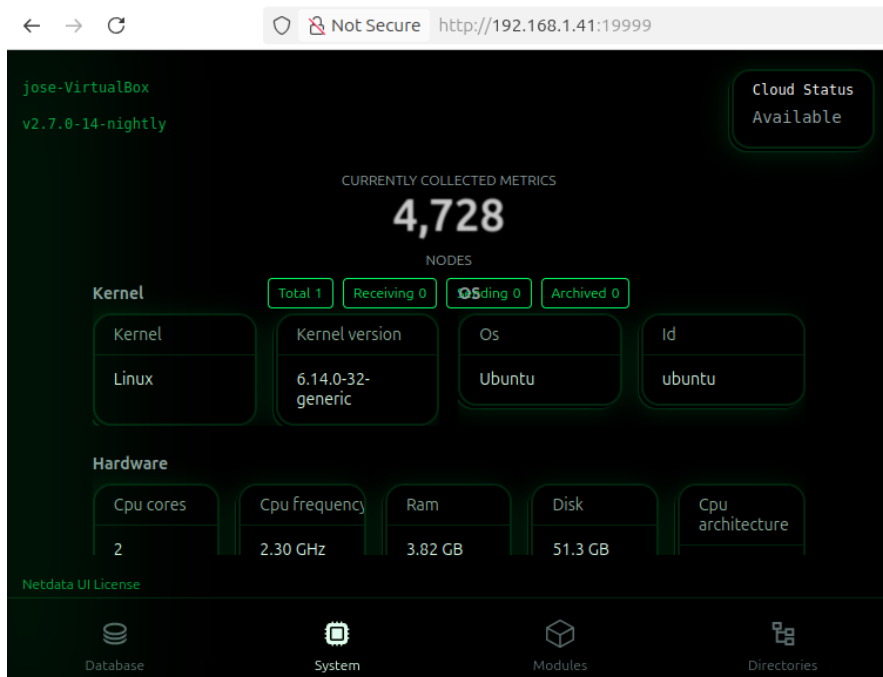 Not Secure http://192.168.1.41:19999
jose-VirtualBox
v2.7.0-14-nightly
Cloud Status
Available
CURRENTLY COLLECTED METRICS
4,728
NODES
Kernel
Total 1
Receiving 0
Sending 0
OS
Archived 0
Kernel
Linux
Kernel version
6.14.0-32-
generic
Os
Ubuntu
Id
ubuntu
Hardware
Cpu cores
2
Cpu frequency
2.30 GHz
Ram
3.82 GB
Disk
51.3 GB
Cpu
architecture
Netdata UI License
Database
System
Modules
Directories